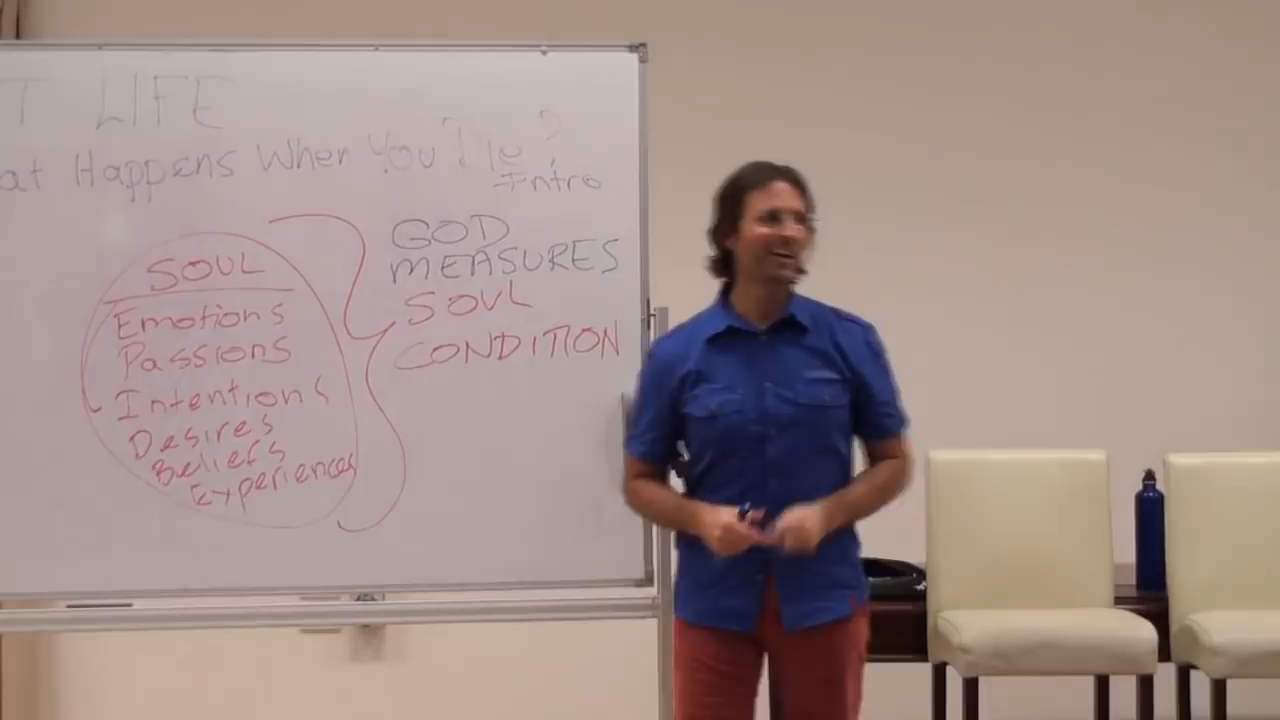 T LIFE
at Happens When You Die?
Intro
SOUL
Emotions
Passions
Intentions
Desires
Beliefs
Experiences
GOD
MEASURES
SOUL
CONDITION